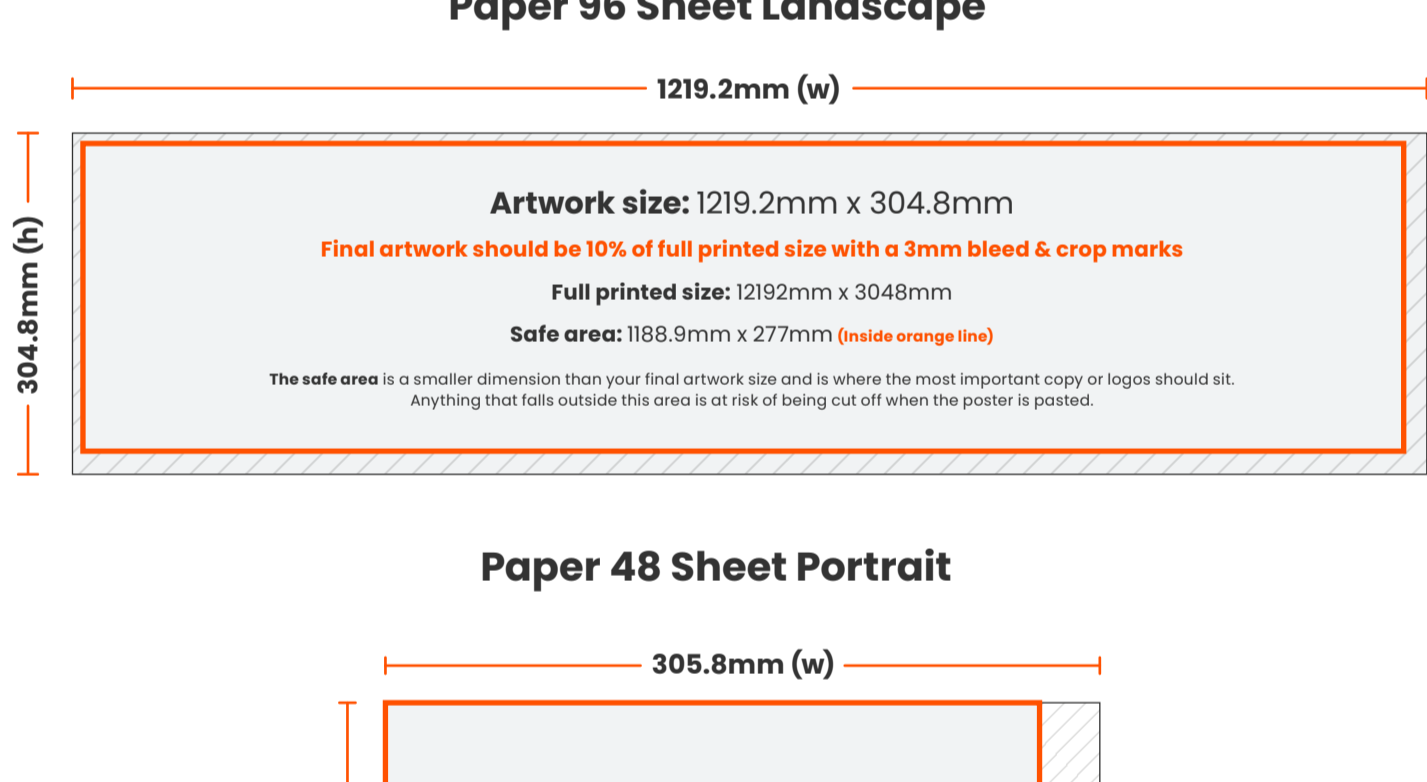 Paper 96 Sheet Landscape
1219.2mm (w)
304.8mm (h)
Artwork size: 1219.2mm x 304.8mm
Final artwork should be 10% of full printed size with a 3mm bleed & crop marks
Full printed size: 12192mm x 3048mm
Safe area: 1188.9mm x 277mm (Inside orange line)
The safe area is a smaller dimension than your final artwork size and is where the most important copy or logos should sit.
Anything that falls outside this area is at risk of being cut off when the poster is pasted.
Paper 48 Sheet Portrait
305.8mm (w)